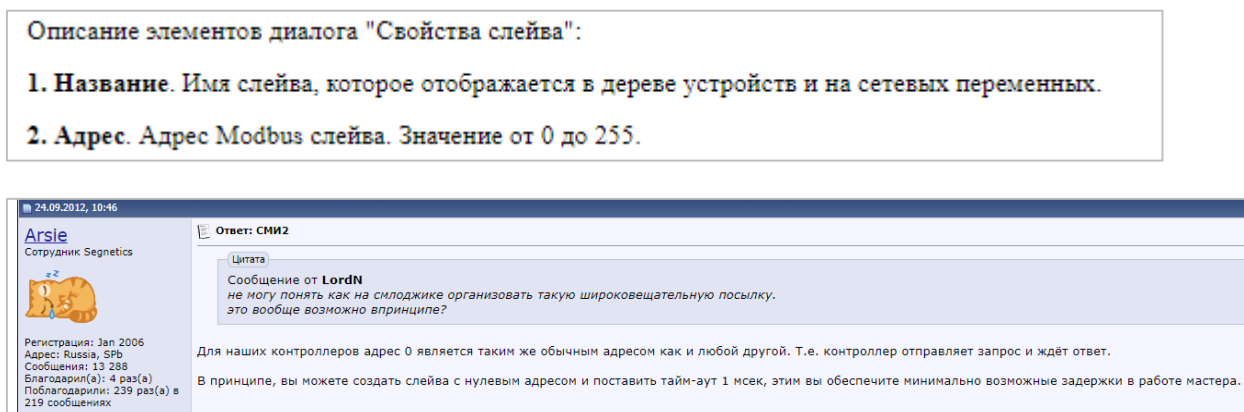 Описание элементов диалога "Свойства слейва":
1. Название. Имя слейва, которое отображается в дереве устройств и на сетевых переменных.
2. Адрес. Адрес Modbus слейва. Значение от 0 до 255.
24.09.2012, 10:46
Arsie
Сотрудник Segnetics
Регистрация: Jan 2006
Адрес: Russia, SPb
Сообщения: 13 288
Благодарил(а): 4 раз(а)
Поблагодарили: 239 раз(а) в
219 сообщениях
Ответ: СМИ2
Цитата
Сообщение от LordN
не могу понять как на смлоджике организовать такую широковещательную посылку.
это вообще возможно впринципе?
Для наших контроллеров адрес 0 является таким же обычным адресом как и любой другой. Т.е. контроллер отправляет запрос и ждёт ответ.
В принципе, вы можете создать слейва с нулевым адресом и поставить тайм-аут 1 мсек, этим вы обеспечите минимально возможные задержки в работе мастера.